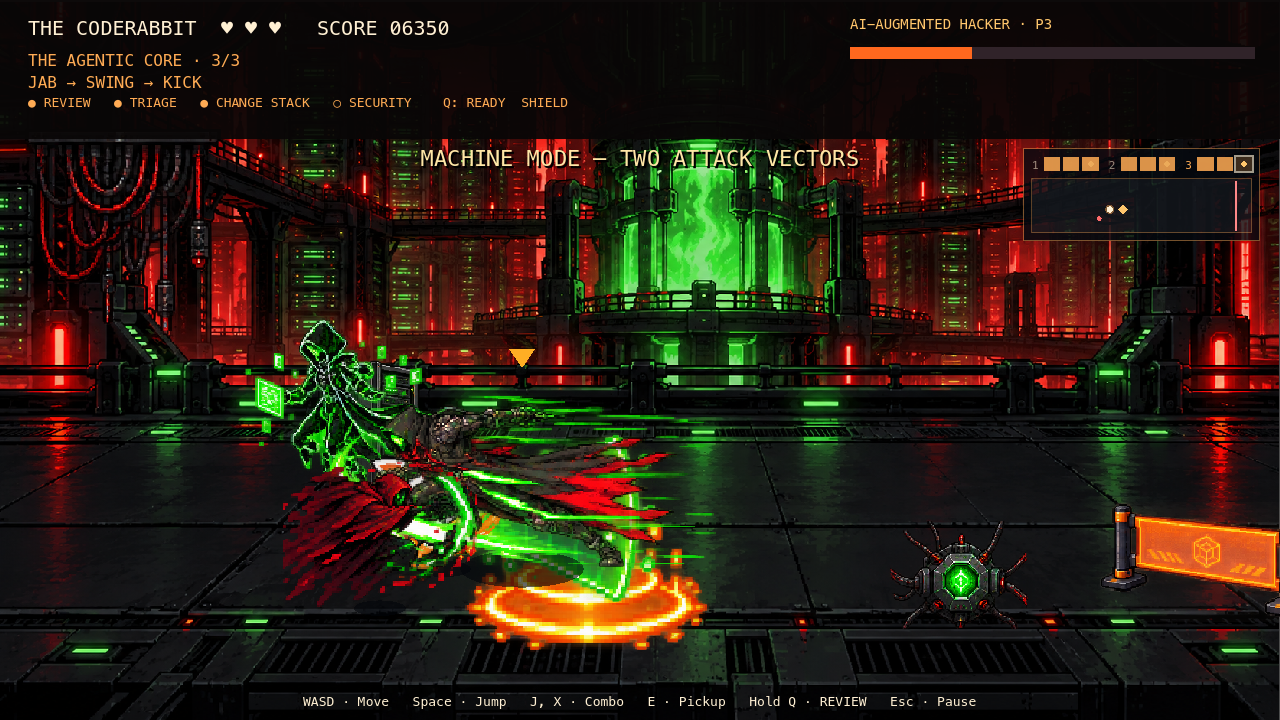 THE CODERABBIT ♥ ♥ ♥ SCORE 06350
AI-AUGMENTED HACKER · P3
THE AGENTIC CORE · 3/3
JAB → SWING → KICK
● REVIEW ● TRIAGE ● CHANGE STACK ○ SECURITY Q: READY SHIELD
MACHINE MODE — TWO ATTACK VECTORS
1 2 3
WASD · Move Space · Jump J, X · Combo E · Pickup Hold Q · REVIEW Esc · Pause